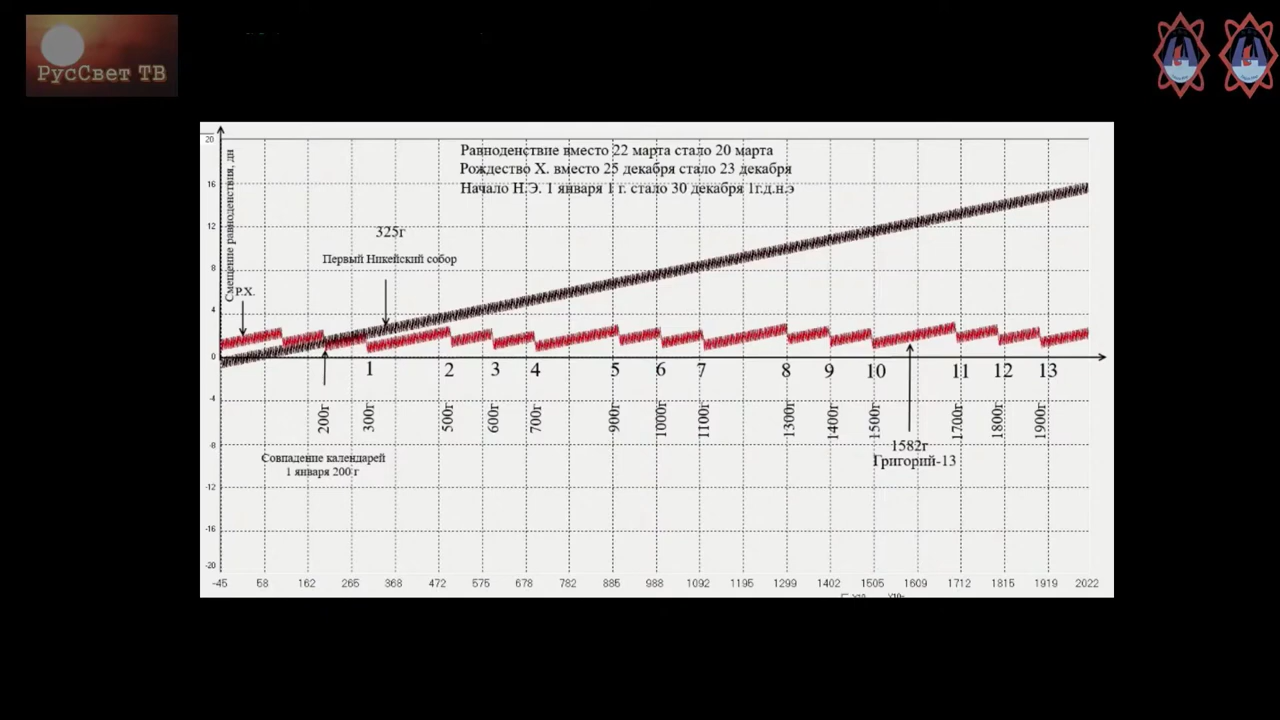 РусСвет ТВ
Равноденствие вместо 22 марта стало 20 марта
Рождество Х. вместо 25 декабря стало 23 декабря
Начало Н.Э. 1 января 1 г. стало 30 декабря 1г.д.н.э
Смещение равноденствия, дн
325г
Первый Никейский собор
Р.Х.
20
16
12
8
4
0
-4
-8
-12
-16
-20
1 2 3 4 5 6 7 8 9 10 11 12 13
200г 300г 500г 600г 700г 900г 1000г 1100г 1300г 1400г 1500г 1700г 1800г 1900г
1582г
Григорий-13
Совпадение календарей
1 января 200 г
-45 58 162 265 368 472 575 678 782 885 988 1092 1195 1299 1402 1505 1609 1712 1815 1919 2022